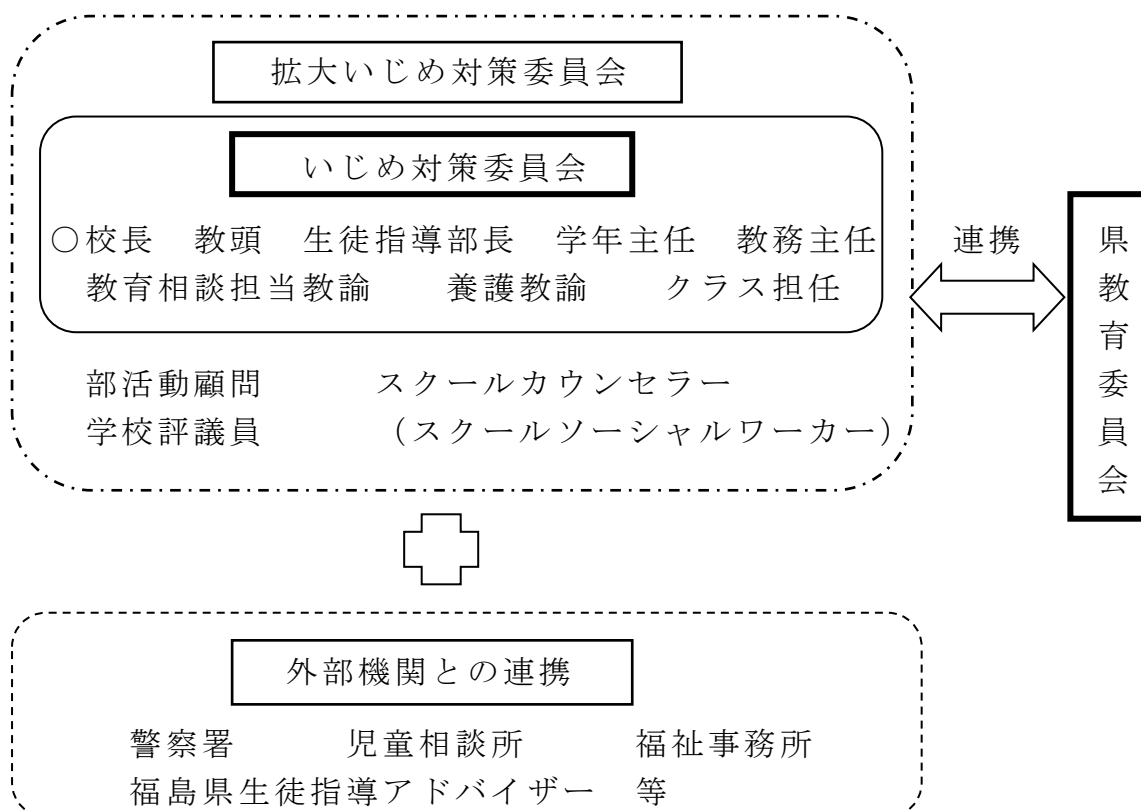 拡大いじめ対策委員会
いじめ対策委員会
○校長　教頭　生徒指導部長　学年主任　教務主任
教育相談担当教諭　　養護教諭　　クラス担任
部活動顧問　　　スクールカウンセラー
学校評議員　　　（スクールソーシャルワーカー）
連携
県教育委員会
外部機関との連携
警察署　　　児童相談所　　　福祉事務所
福島県生徒指導アドバイザー　等